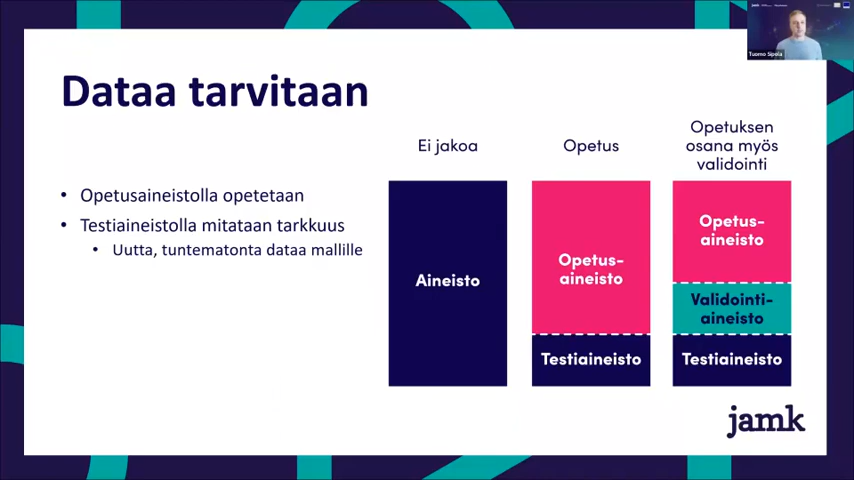 Dataa tarvitaan
• Opetusaineistolla opetetaan
• Testiaineistolla mitataan tarkkuus
• Uutta, tuntematonta dataa mallille
Ei jakoa
Aineisto
Opetus
Opetus-
aineisto
Testiaineisto
Opetuksen
osana myös
validointi
Opetus-
aineisto
Validointi-
aineisto
Testiaineisto
jamk
Tuomo Sipola